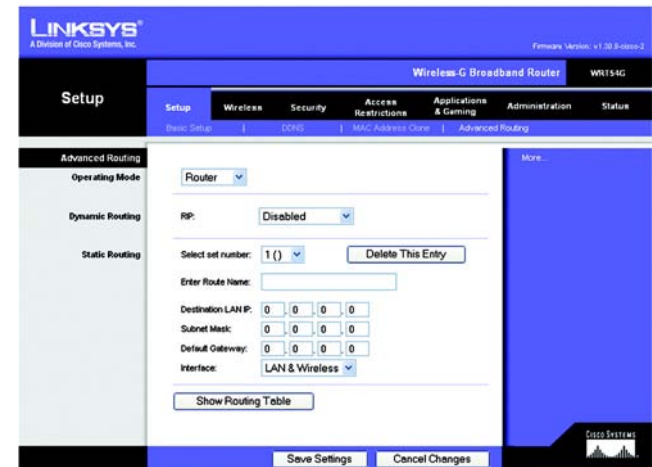 LINKSYS®
A Division of Cisco Systems, Inc.
Firmware Version: v1.30.9-cisco-2
Wireless-G Broadband Router WRT54G
Setup
Setup Wireless Security Access Restrictions Applications & Gaming Administration Status
Basic Setup | DDNS | MAC Address Clone | Advanced Routing
Advanced Routing
More...
Operating Mode Router
Dynamic Routing RIP: Disabled
Static Routing Select set number: 1 () Delete This Entry
Enter Route Name:
Destination LAN IP: 0 . 0 . 0 . 0
Subnet Mask: 0 . 0 . 0 . 0
Default Gateway: 0 . 0 . 0 . 0
Interface: LAN & Wireless
Show Routing Table
CISCO SYSTEMS
Save Settings Cancel Changes